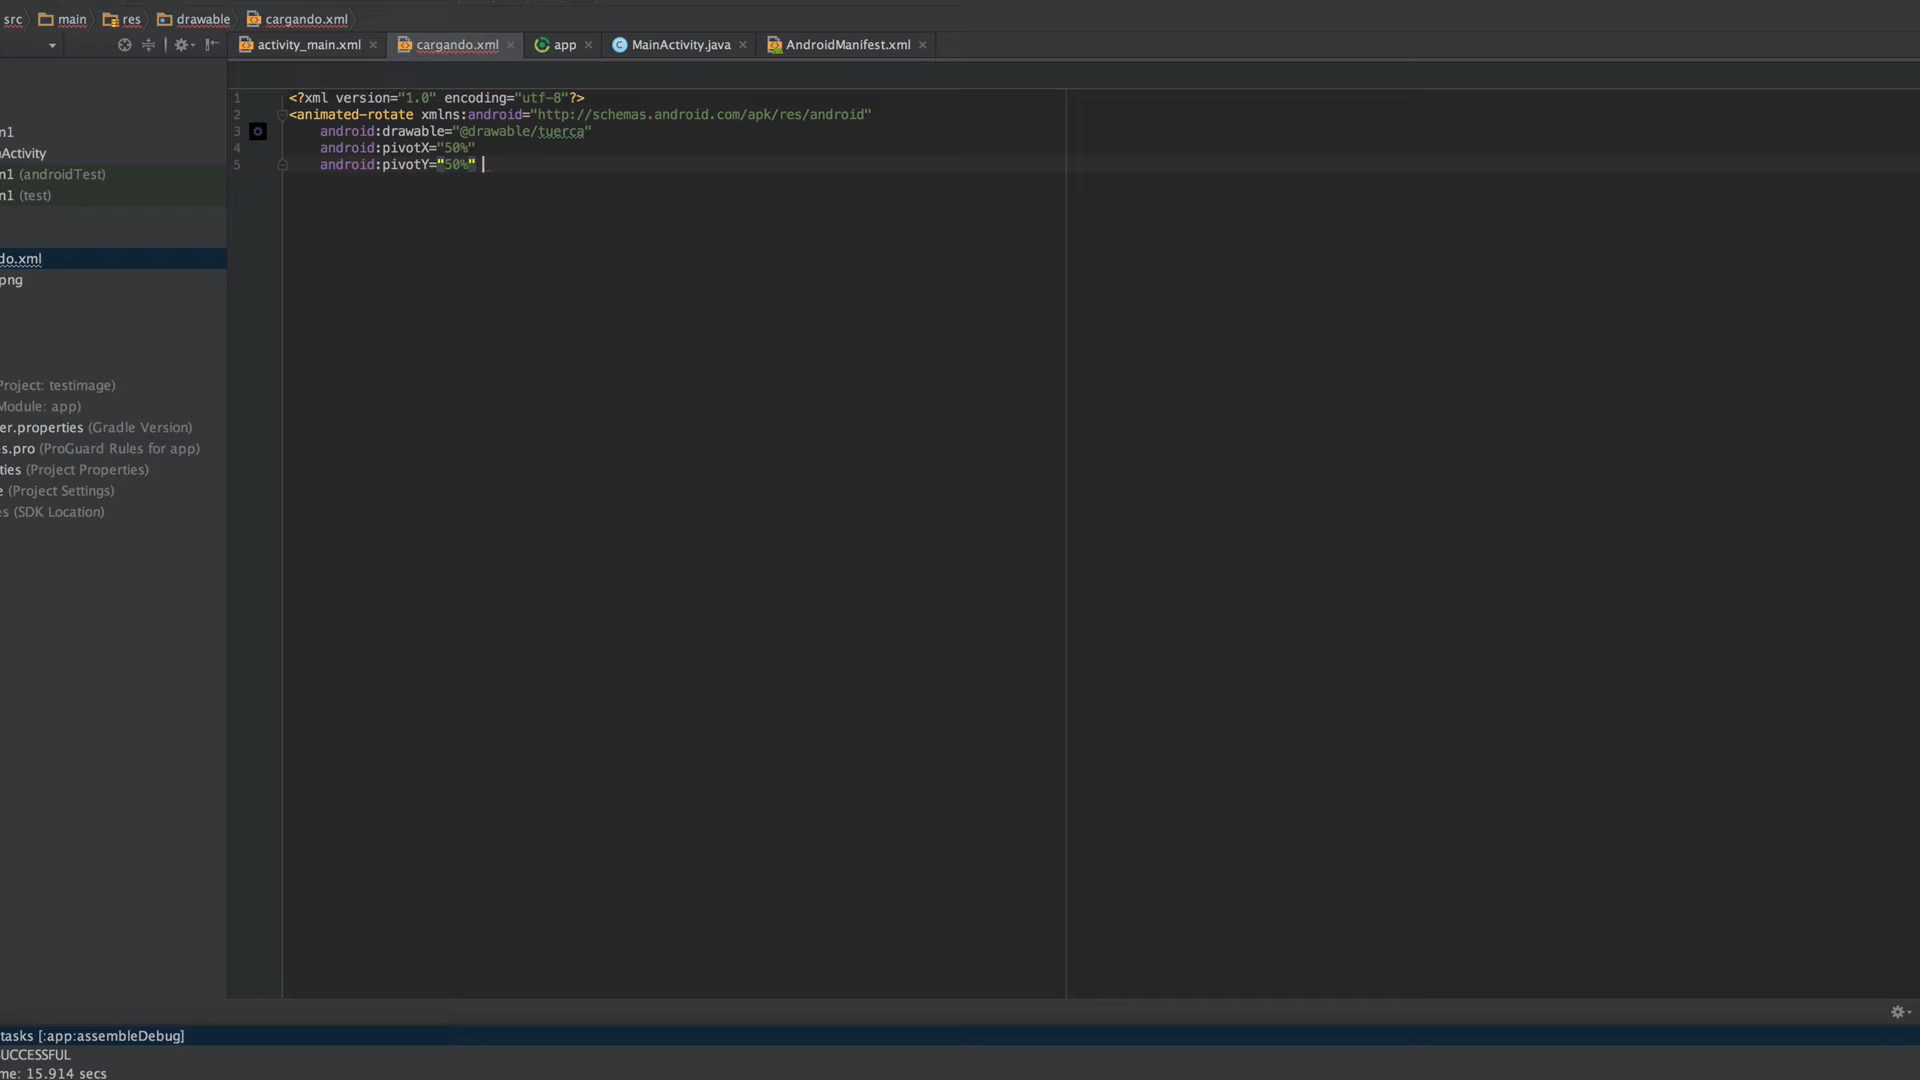 src main res drawable cargando.xml
activity_main.xml cargando.xml app MainActivity.java AndroidManifest.xml
1 <?xml version="1.0" encoding="utf-8"?>
2 <animated-rotate xmlns:android="http://schemas.android.com/apk/res/android"
3 android:drawable="@drawable/tuerca"
4 android:pivotX="50%"
5 android:pivotY="50%"
n1
nActivity
n1 (androidTest)
n1 (test)
do.xml
png
Project: testimage)
Module: app)
er.properties (Gradle Version)
s.pro (ProGuard Rules for app)
ties (Project Properties)
e (Project Settings)
es (SDK Location)
tasks [:app:assembleDebug]
UCCESSFUL
me: 15.914 secs